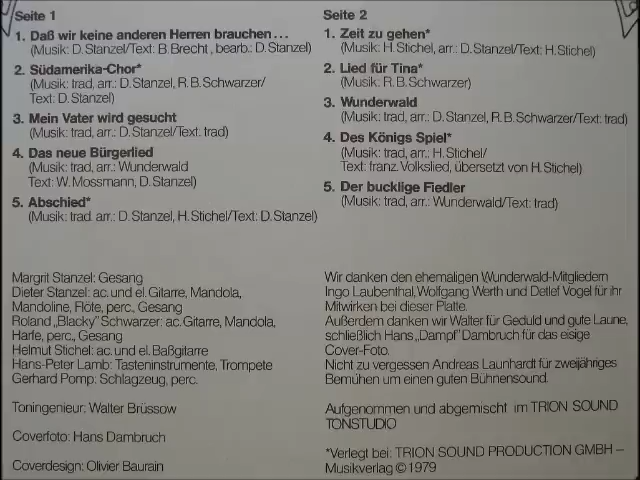 Seite 1
1. Daß wir keine anderen Herren brauchen...
(Musik: D. Stanzel/Text: B. Brecht, bearb.: D. Stanzel)
2. Südamerika-Chor*
(Musik: trad, arr.: D. Stanzel, R. B. Schwarzer/
Text: D. Stanzel)
3. Mein Vater wird gesucht
(Musik: trad, arr.: D. Stanzel/Text: trad)
4. Das neue Bürgerlied
(Musik: trad, arr.: Wunderwald
Text: W. Mossmann, D. Stanzel)
5. Abschied*
(Musik: trad. arr.: D. Stanzel, H. Stichel/Text: D. Stanzel)
Seite 2
1. Zeit zu gehen*
(Musik: H. Stichel, arr.: D. Stanzel/Text: H. Stichel)
2. Lied für Tina*
(Musik: R. B. Schwarzer)
3. Wunderwald
(Musik: trad, arr.: D. Stanzel, R. B. Schwarzer/Text: trad)
4. Des Königs Spiel*
(Musik: trad, arr.: H. Stichel/
Text: franz. Volkslied, übersetzt von H. Stichel)
5. Der bucklige Fiedler
(Musik: trad, arr.: Wunderwald/Text: trad)
Margrit Stanzel: Gesang
Dieter Stanzel: ac. und el. Gitarre, Mandola,
Mandoline, Flöte, perc., Gesang
Roland „Blacky" Schwarzer: ac. Gitarre, Mandola,
Harfe, perc., Gesang
Helmut Stichel: ac. und el. Baßgitarre
Hans-Peter Lamb: Tasteninstrumente, Trompete
Gerhard Pomp: Schlagzeug, perc.
Toningenieur: Walter Brüssow
Coverfoto: Hans Dambruch
Coverdesign: Olivier Baurain
Wir danken den ehemaligen Wunderwald-Mitgliedern
Ingo Laubenthal, Wolfgang Werth und Detlef Vogel für ihr
Mitwirken bei dieser Platte.
Außerdem danken wir Walter für Geduld und gute Laune,
schließlich Hans „Dampf" Dambruch für das eisige
Cover-Foto.
Nicht zu vergessen Andreas Launhardt für zweijähriges
Bemühen um einen guten Bühnensound.
Aufgenommen und abgemischt im TRION SOUND
TONSTUDIO
*Verlegt bei: TRION SOUND PRODUCTION GMBH –
Musikverlag © 1979